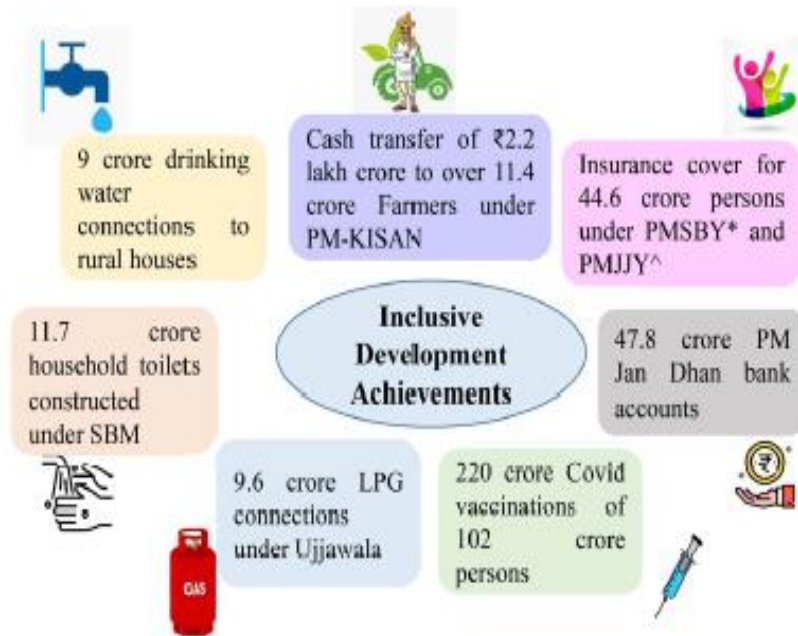 Cash transfer of ₹2.2
lakh crore to over 11.4
crore Farmers under
PM-KISAN
9 crore drinking
water
connections to
rural houses
Insurance cover for
44.6 crore persons
under PMSBY* and
PMJJY^
Inclusive
Development
Achievements
11.7 crore
household toilets
constructed
under SBM
47.8 crore PM
Jan Dhan bank
accounts
9.6 crore LPG
connections
under Ujjawala
220 crore Covid
vaccinations of
102 crore
persons
₹
GAS